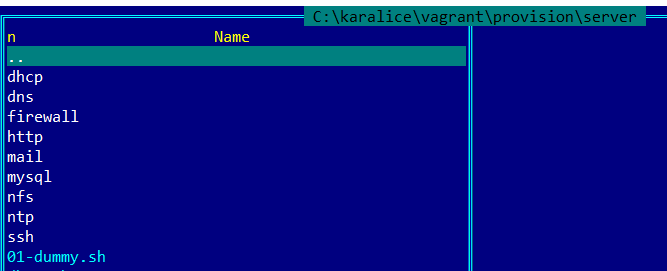 C:\karalice\vagrant\provision\server
n Name
..
dhcp
dns
firewall
http
mail
mysql
nfs
ntp
ssh
01-dummy.sh